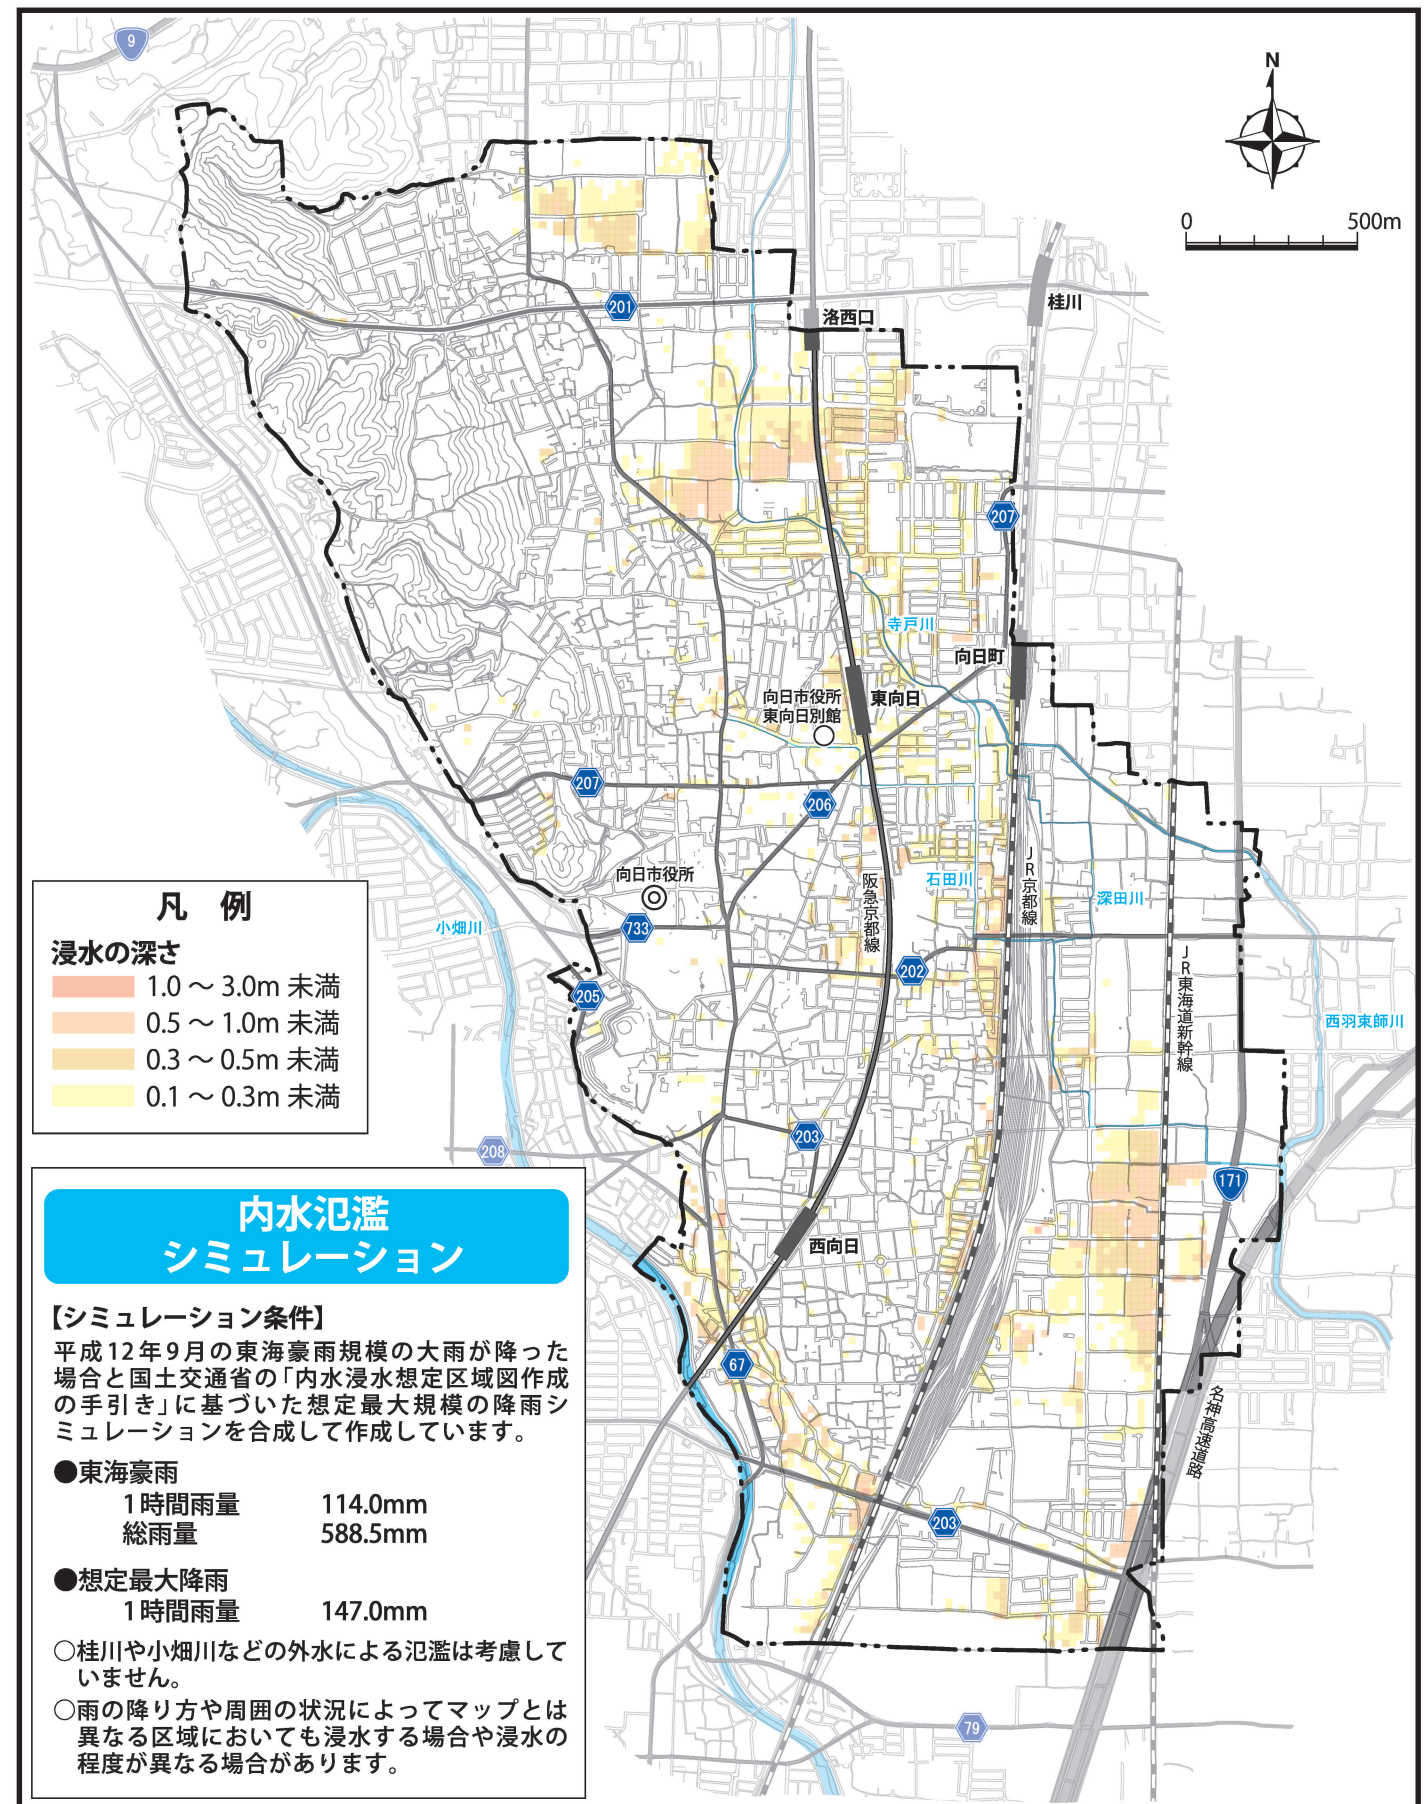 9
N
0 500m
桂川
201
洛西口
207
寺戸川
向日町
向日市役所
東向日別館
東向日
207
206
向日市役所
阪急京都線
石田川
JR京都線
深田川
小畑川
733
202
JR東海道新幹線
205
西羽束師川
凡 例
浸水の深さ
1.0 ～ 3.0m 未満
0.5 ～ 1.0m 未満
0.3 ～ 0.5m 未満
0.1 ～ 0.3m 未満
203
208
171
西向日
67
名神高速道路
203
79
内水氾濫
シミュレーション
【シミュレーション条件】
平成12年9月の東海豪雨規模の大雨が降った
場合と国土交通省の「内水浸水想定区域図作成
の手引き」に基づいた想定最大規模の降雨シ
ミュレーションを合成して作成しています。
●東海豪雨
1時間雨量 114.0mm
総雨量 588.5mm
●想定最大降雨
1時間雨量 147.0mm
○桂川や小畑川などの外水による氾濫は考慮して
いません。
○雨の降り方や周囲の状況によってマップとは
異なる区域においても浸水する場合や浸水の
程度が異なる場合があります。